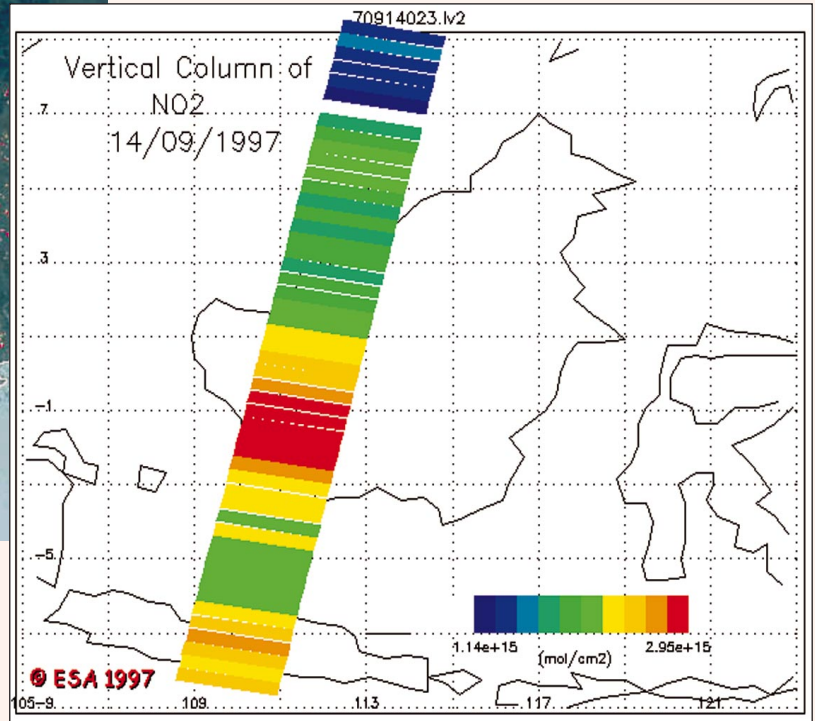 70914023.lv2
Vertical Column of
NO2
14/09/1997
7.
3
-1
-5
1.14e+15
2.95e+15
(mol/cm2)
© ESA 1997
105-9
109
113
117
121